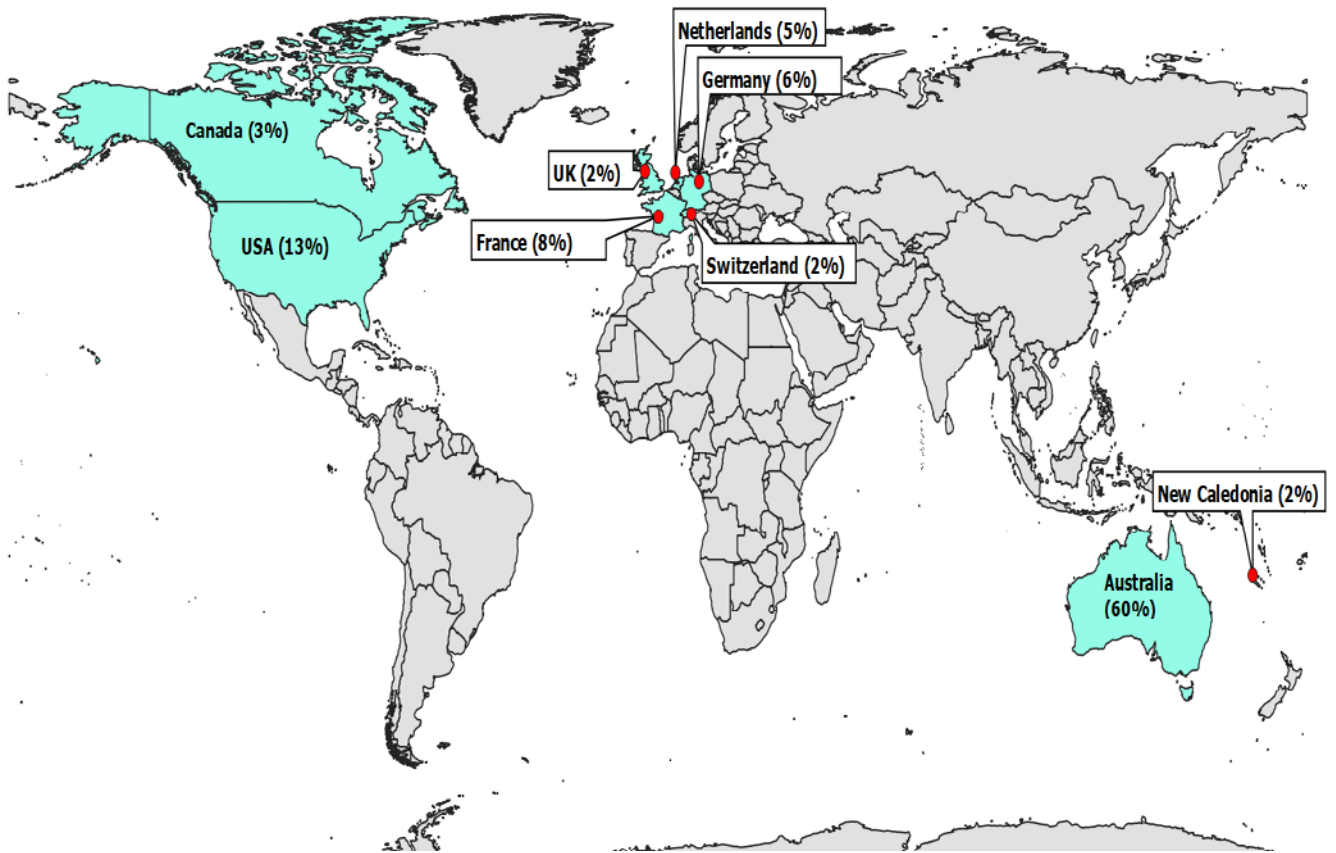 Netherlands (5%)
Germany (6%)
Canada (3%)
UK (2%)
France (8%)
USA (13%)
Switzerland (2%)
New Caledonia (2%)
Australia
(60%)